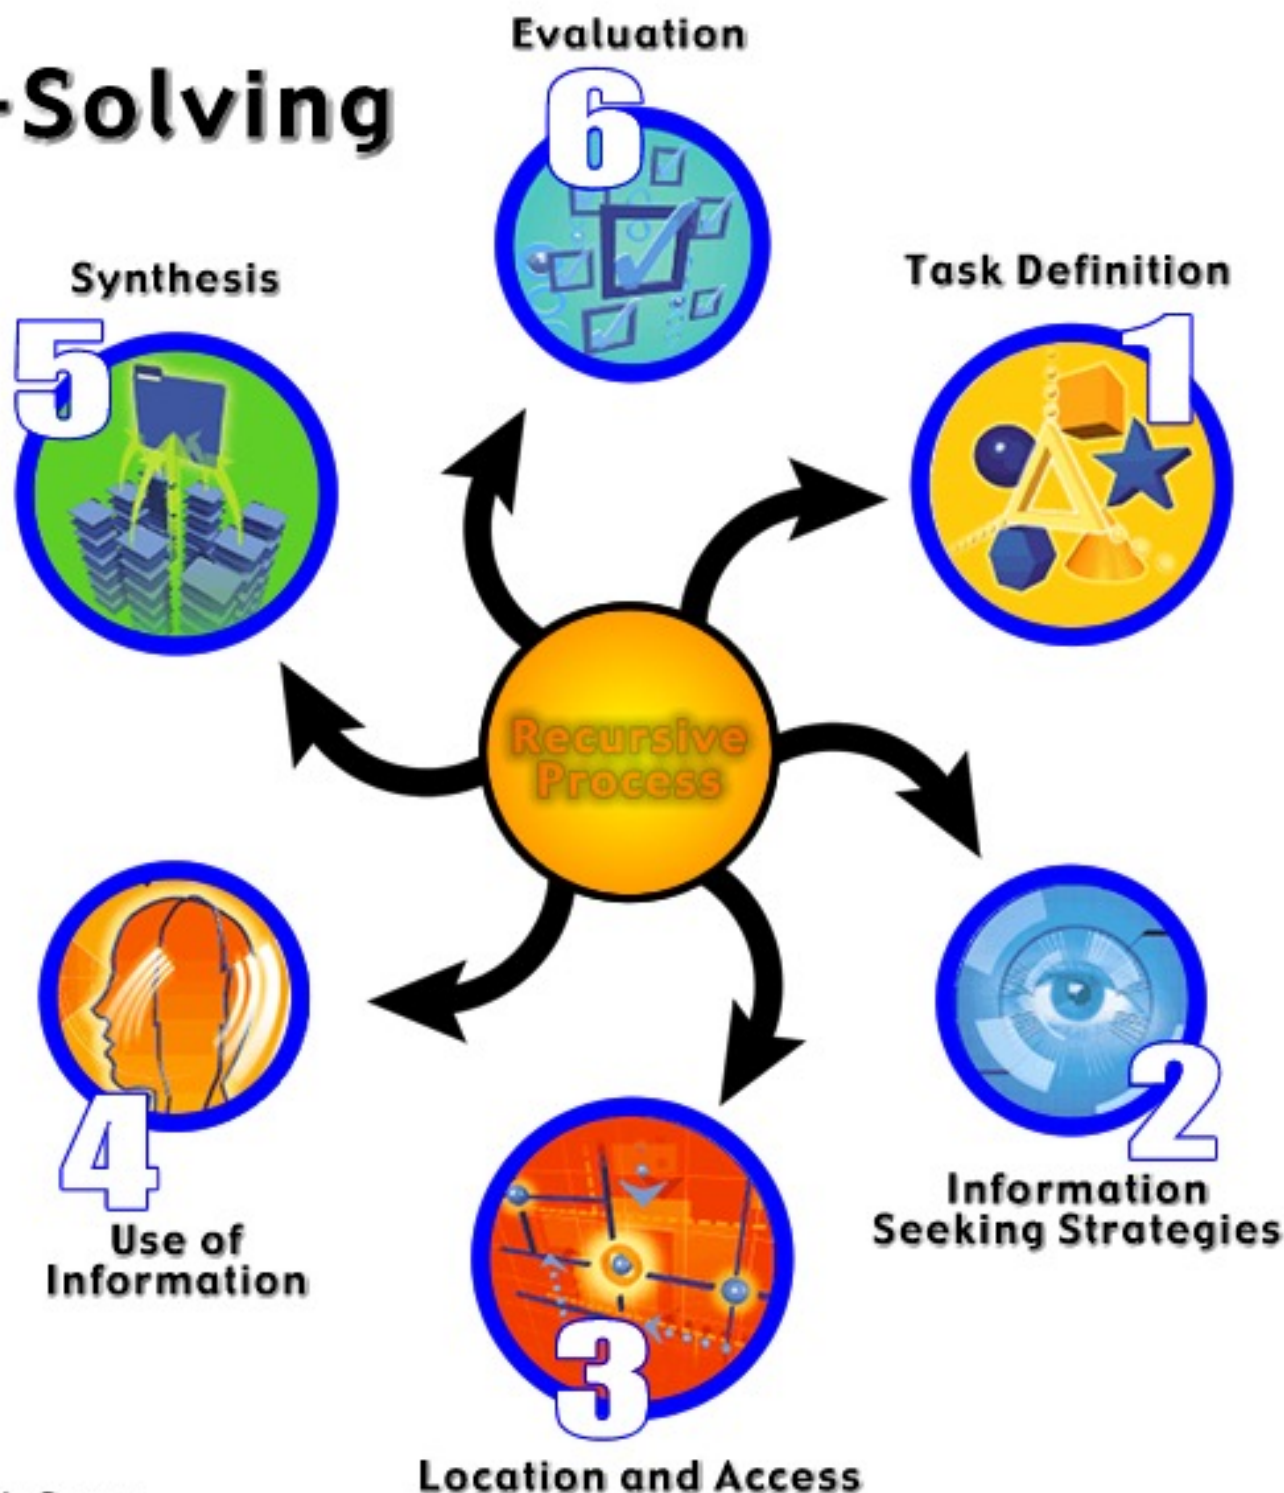 -Solving
Evaluation
6
Synthesis
5
Task Definition
1
Recursive
Process
2
Information
Seeking Strategies
4
Use of
Information
3
Location and Access